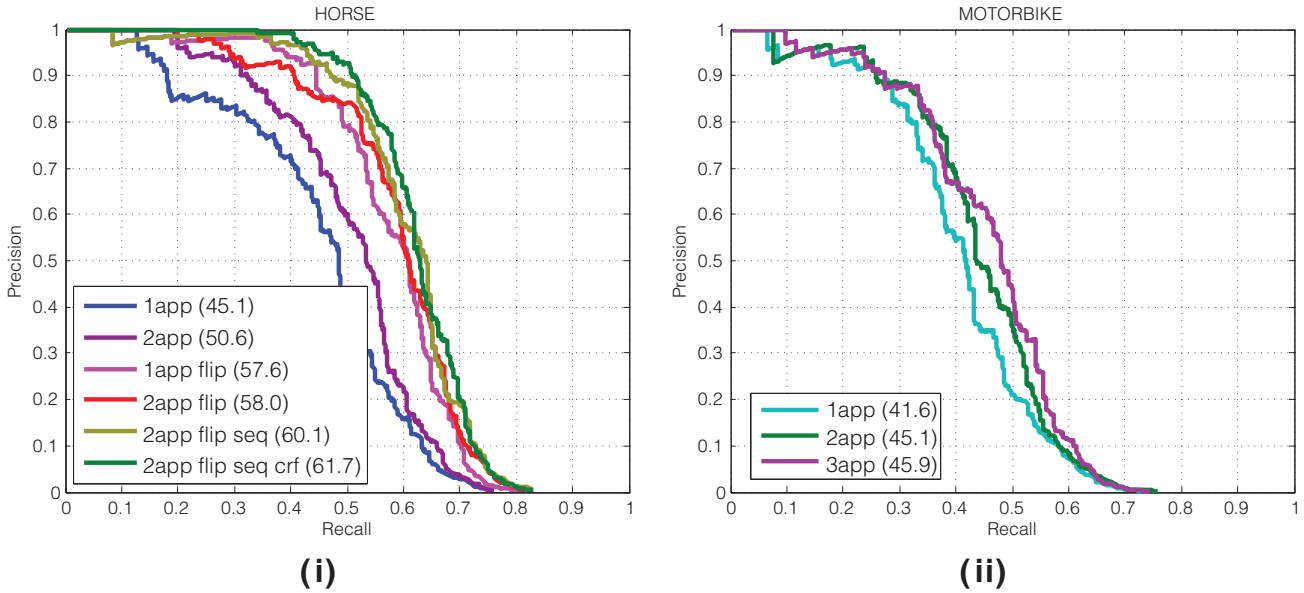 HORSE
1
0.9
0.8
0.7
0.6
0.5
0.4
0.3
0.2
0.1
0
Precision
1app (45.1)
2app (50.6)
1app flip (57.6)
2app flip (58.0)
2app flip seq (60.1)
2app flip seq crf (61.7)
0 0.1 0.2 0.3 0.4 0.5 0.6 0.7 0.8 0.9 1
Recall
(i)
MOTORBIKE
1
0.9
0.8
0.7
0.6
0.5
0.4
0.3
0.2
0.1
0
Precision
1app (41.6)
2app (45.1)
3app (45.9)
0 0.1 0.2 0.3 0.4 0.5 0.6 0.7 0.8 0.9 1
Recall
(ii)